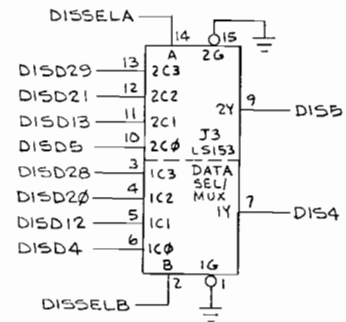 DISSELA
14 15
A 2G
DISD29 13 2C3
DISD21 12 2C2
DISD13 11 2C1 2Y 9 DIS5
DISD5 10 2CØ J3
LS153
DISD28 3 1C3 DATA
DISD2Ø 4 1C2 SEL/
MUX
DISD12 5 1C1 1Y 7 DIS4
DISD4 6 1CØ
B 1G
2 1
DISSELB